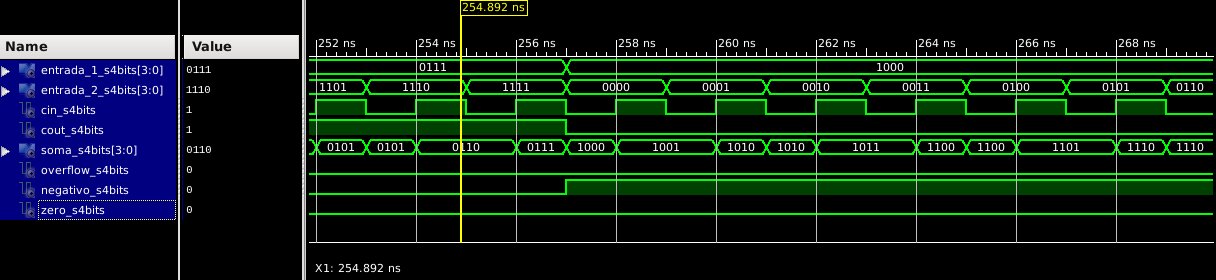 254.892 ns
Name Value
252 ns 254 ns 256 ns 258 ns 260 ns 262 ns 264 ns 266 ns 268 ns
entrada_1_s4bits[3:0] 0111 0111 1000
entrada_2_s4bits[3:0] 1110 1101 1110 1111 0000 0001 0010 0011 0100 0101 0110
cin_s4bits 1
cout_s4bits 1
soma_s4bits[3:0] 0110 0101 0101 0110 0111 1000 1001 1010 1010 1011 1100 1100 1101 1110 1110
overflow_s4bits 0
negativo_s4bits 0
zero_s4bits 0
X1: 254.892 ns